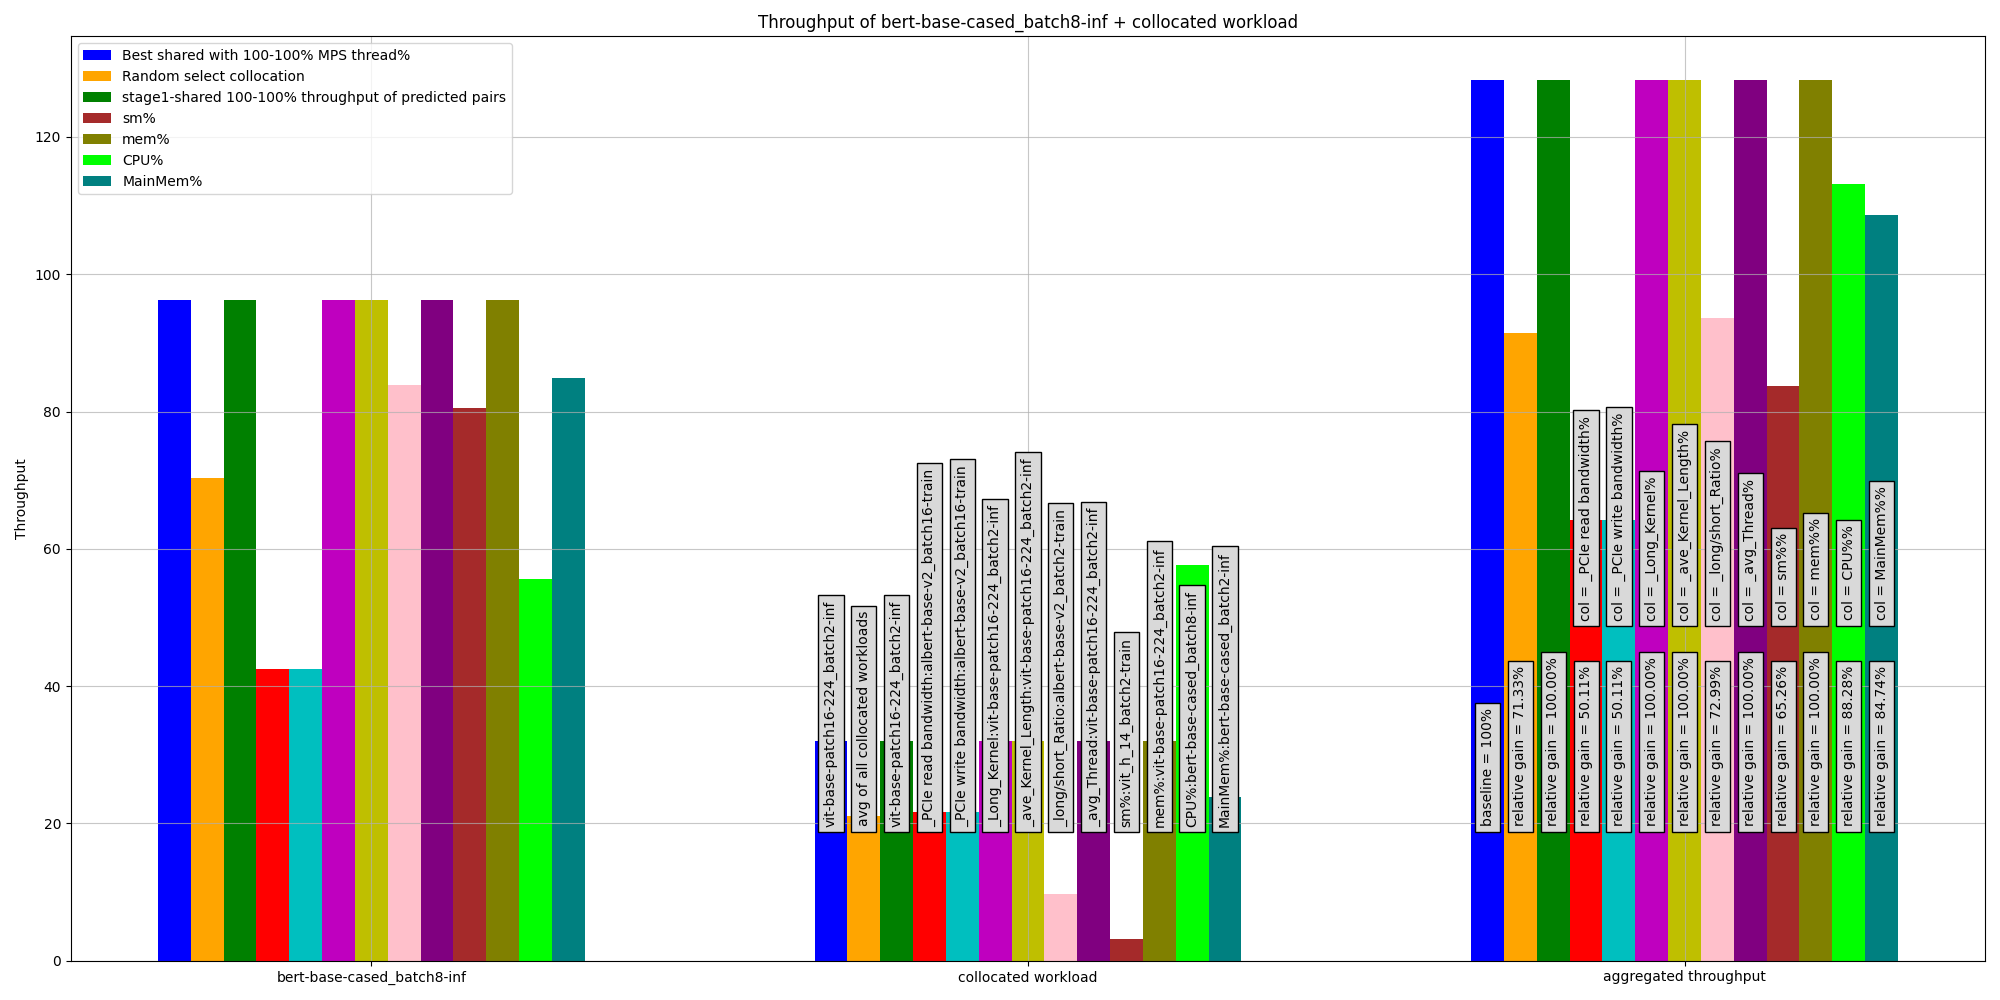 Throughput of bert-base-cased_batch8-inf + collocated workload
Best shared with 100-100% MPS thread%
Random select collocation
stage1-shared 100-100% throughput of predicted pairs
sm%
mem%
CPU%
MainMem%
Throughput
120
100
80
60
40
20
0
vit-base-patch16-224_batch2-inf
avg of all collocated workloads
vit-base-patch16-224_batch2-inf
_PCIe read bandwidth:albert-base-v2_batch16-train
_PCIe write bandwidth:albert-base-v2_batch16-train
_Long_Kernel:vit-base-patch16-224_batch2-inf
_ave_Kernel_Length:vit-base-patch16-224_batch2-inf
_long/short_Ratio:albert-base-v2_batch2-train
_avg_Thread:vit-base-patch16-224_batch2-inf
sm%:vit_h_14_batch2-train
mem%:vit-base-patch16-224_batch2-inf
CPU%:bert-base-cased_batch8-inf
MainMem%:bert-base-cased_batch2-inf
col = _PCIe read bandwidth%
col = _PCIe write bandwidth%
col = _Long_Kernel%
col = _ave_Kernel_Length%
col = _long/short_Ratio%
col = _avg_Thread%
col = sm%%
col = mem%%
col = CPU%%
col = MainMem%%
baseline = 100%
relative gain = 71.33%
relative gain = 100.00%
relative gain = 50.11%
relative gain = 50.11%
relative gain = 100.00%
relative gain = 100.00%
relative gain = 72.99%
relative gain = 100.00%
relative gain = 65.26%
relative gain = 100.00%
relative gain = 88.28%
relative gain = 84.74%
bert-base-cased_batch8-inf
collocated workload
aggregated throughput